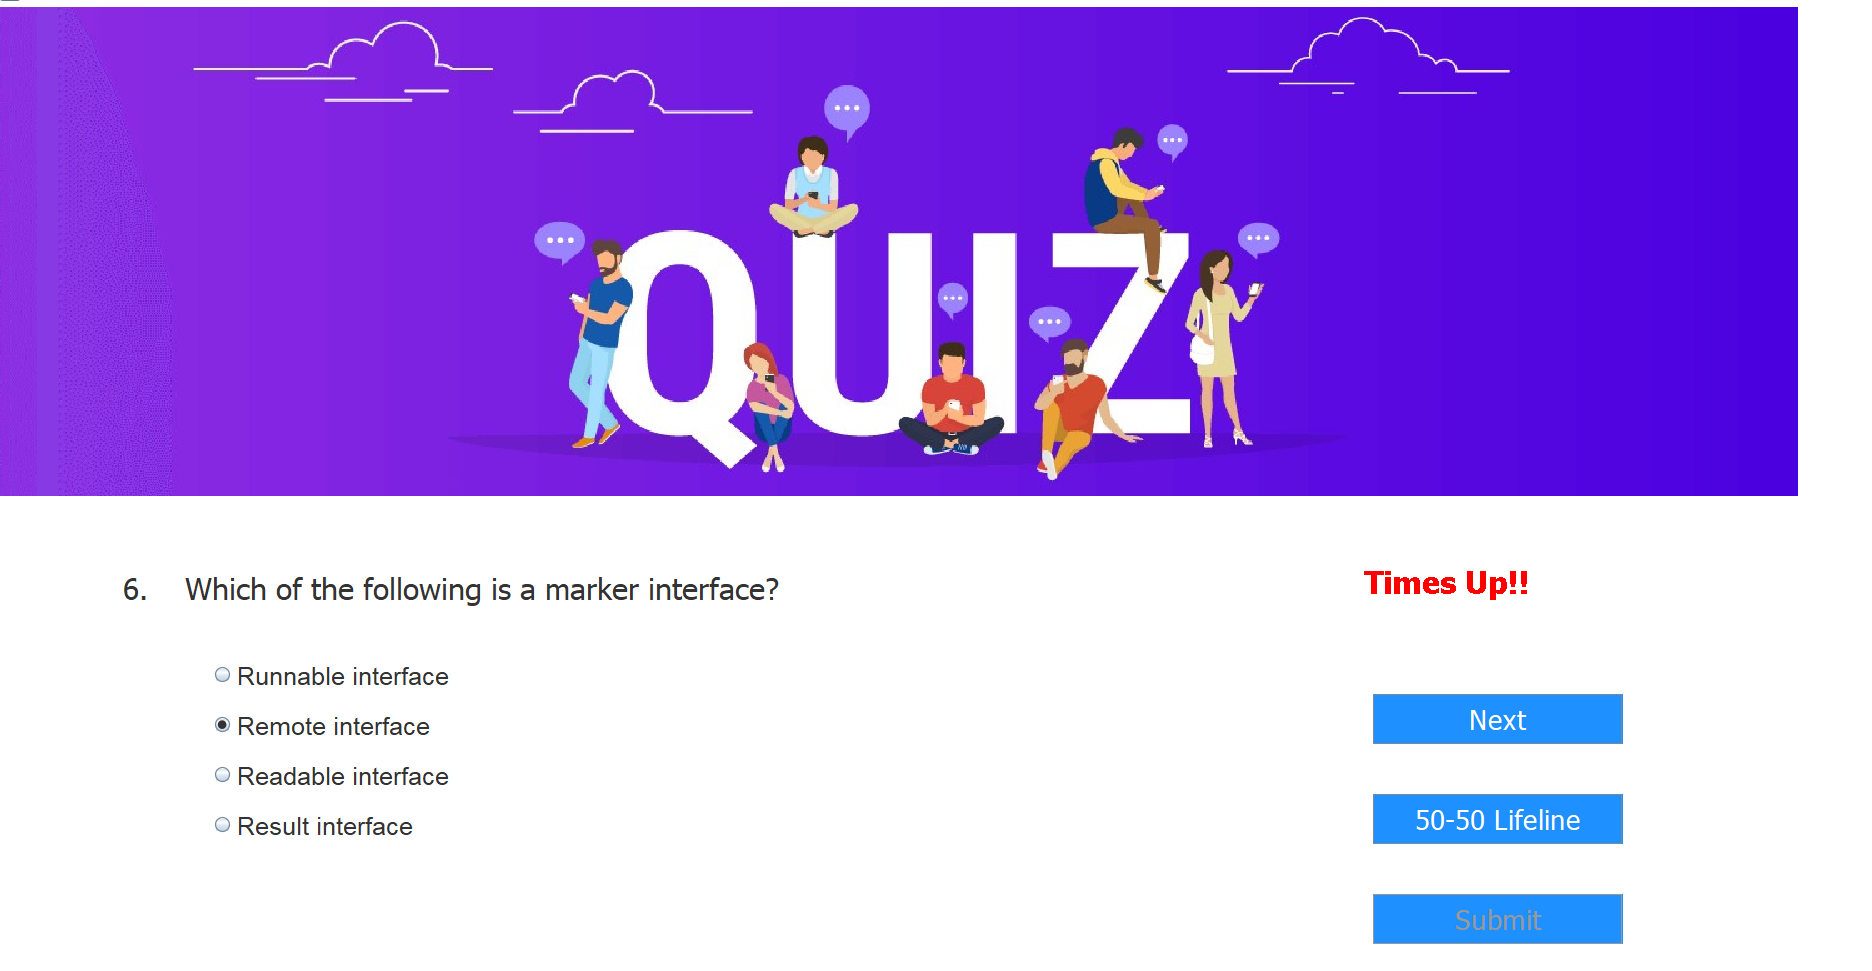 QUIZ
6. Which of the following is a marker interface?
Times Up!!
Runnable interface
Remote interface
Readable interface
Result interface
Next
50-50 Lifeline
Submit